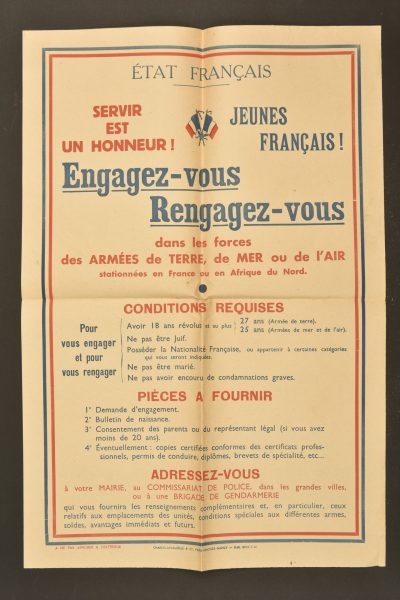 ÉTAT FRANÇAIS
SERVIR
EST
UN HONNEUR !
JEUNES
FRANÇAIS !
Engagez-vous
Rengagez-vous
dans les forces
des ARMÉES de TERRE, de MER ou de l'AIR
stationnées en France ou en Afrique du Nord.
CONDITIONS REQUISES
Pour
vous engager
et pour
vous rengager
Avoir 18 ans révolus et au plus
27 ans (Armée de terre).
25 ans (Armées de mer et de l'air).
Ne pas être Juif.
Posséder la Nationalité Française, ou appartenir à certaines catégories
qui vous seront indiquées.
Ne pas être marié.
Ne pas avoir encouru de condamnations graves.
PIÈCES A FOURNIR
1° Demande d'engagement.
2° Bulletin de naissance.
3° Consentement des parents ou du représentant légal (si vous avez
moins de 20 ans).
4° Éventuellement : copies certifiées conformes des certificats profes-
sionnels, permis de conduire, diplômes, brevets de spécialité, etc...
ADRESSEZ-VOUS
à votre MAIRIE, au COMMISSARIAT DE POLICE, dans les grandes villes,
ou à une BRIGADE DE GENDARMERIE
qui vous fournira les renseignements complémentaires et, en particulier, ceux
relatifs aux emplacements des unités, conditions spéciales aux différentes armes,
soldes, avantages immédiats et futurs.
A NE PAS AFFICHER A L'EXTÉRIEUR